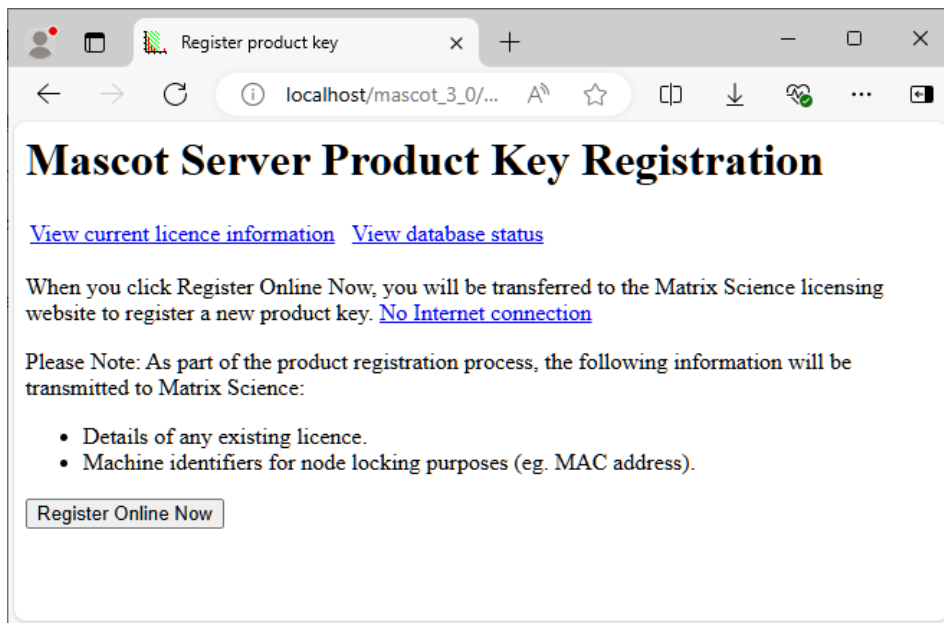 Register product key
localhost/mascot_3_0/...
Mascot Server Product Key Registration
View current licence information View database status
When you click Register Online Now, you will be transferred to the Matrix Science licensing
website to register a new product key. No Internet connection
Please Note: As part of the product registration process, the following information will be
transmitted to Matrix Science:
• Details of any existing licence.
• Machine identifiers for node locking purposes (eg. MAC address).
Register Online Now